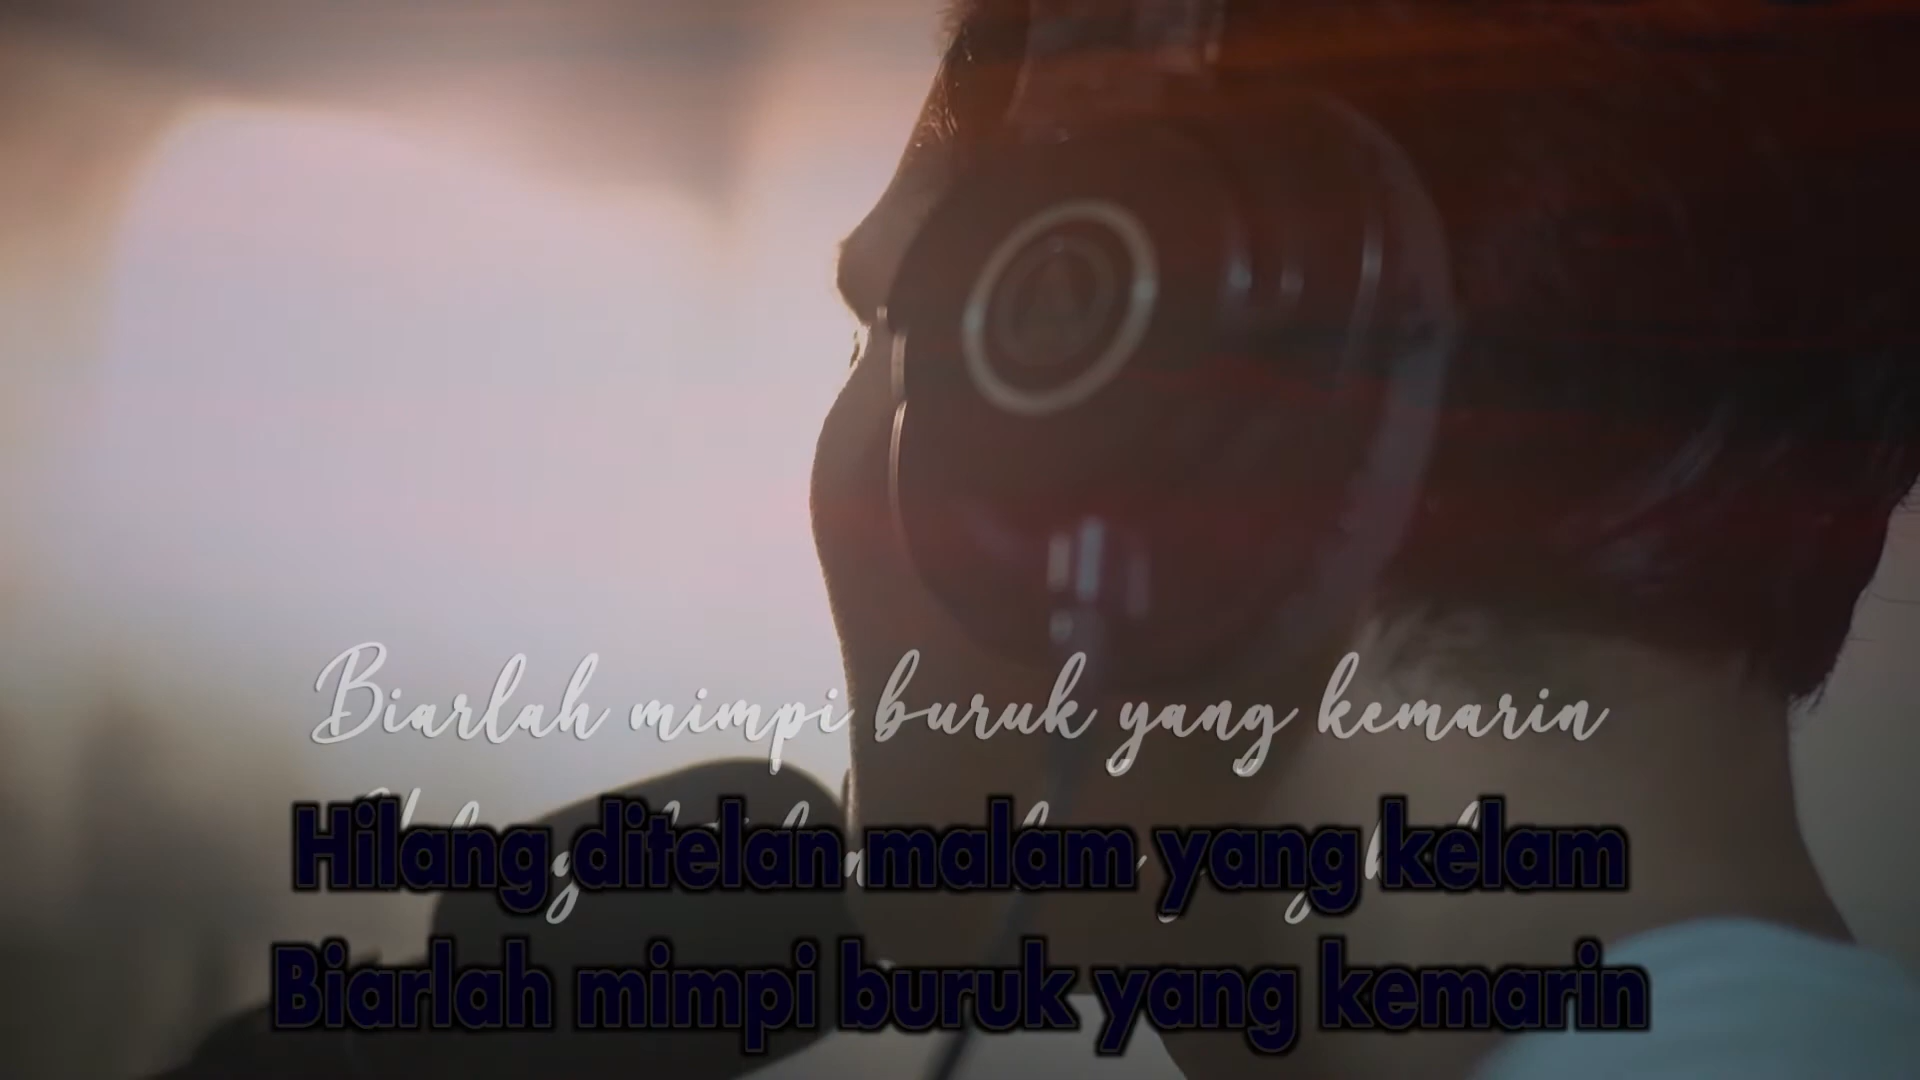 Biarlah mimpi buruk yang kemarin
Hilang ditelan malam yang kelam
Biarlah mimpi buruk yang kemarin